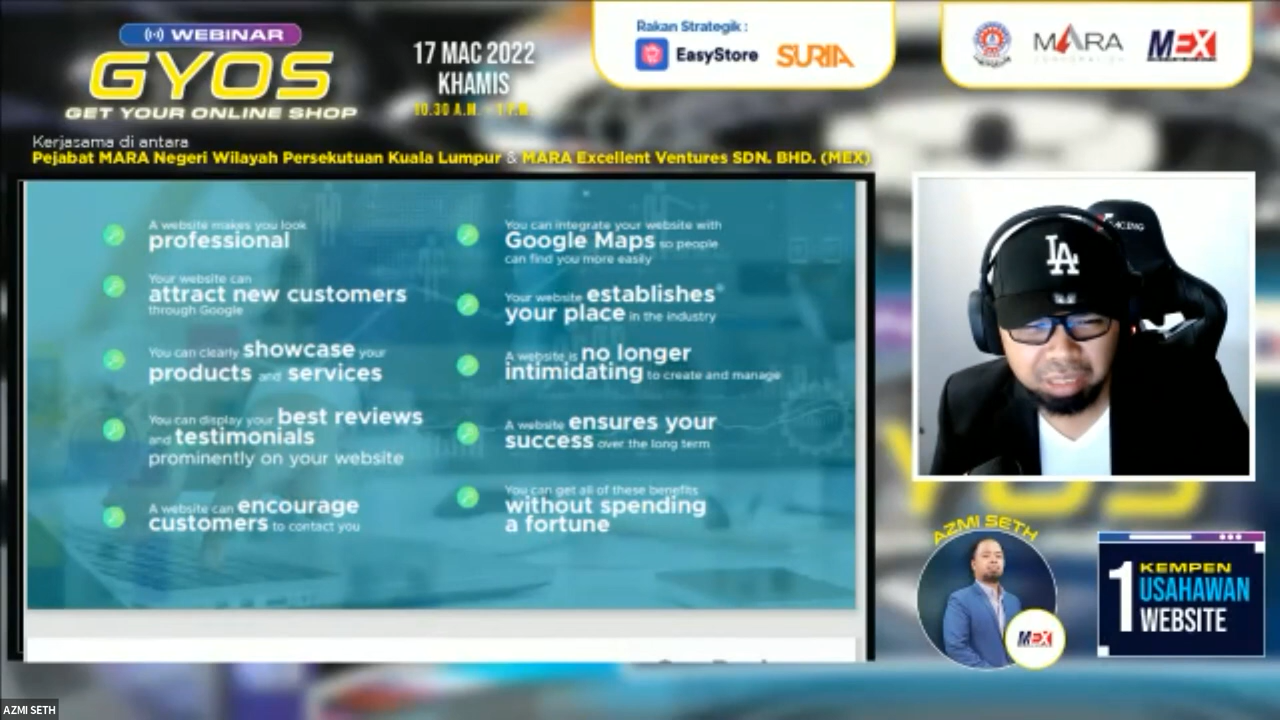 WEBINAR
GYOS
GET YOUR ONLINE SHOP
17 MAC 2022
KHAMIS
10.30 A.M. - 1 P.M.
Rakan Strategik :
EasyStore
SURIA
MARA
CORPORATION
MEX
Kerjasama di antara
Pejabat MARA Negeri Wilayah Persekutuan Kuala Lumpur & MARA Excellent Ventures SDN. BHD. (MEX)
A website makes you look
professional
Your website can
attract new customers
through Google
You can clearly showcase your
products and services
You can display your best reviews
and testimonials
prominently on your website
A website can encourage
customers to contact you
You can integrate your website with
Google Maps so people
can find you more easily
Your website establishes
your place in the industry
A website is no longer
intimidating to create and manage
A website ensures your
success over the long term
You can get all of these benefits
without spending
a fortune
LA
AZMI SETH
MEX
1
KEMPEN
USAHAWAN
WEBSITE
AZMI SETH